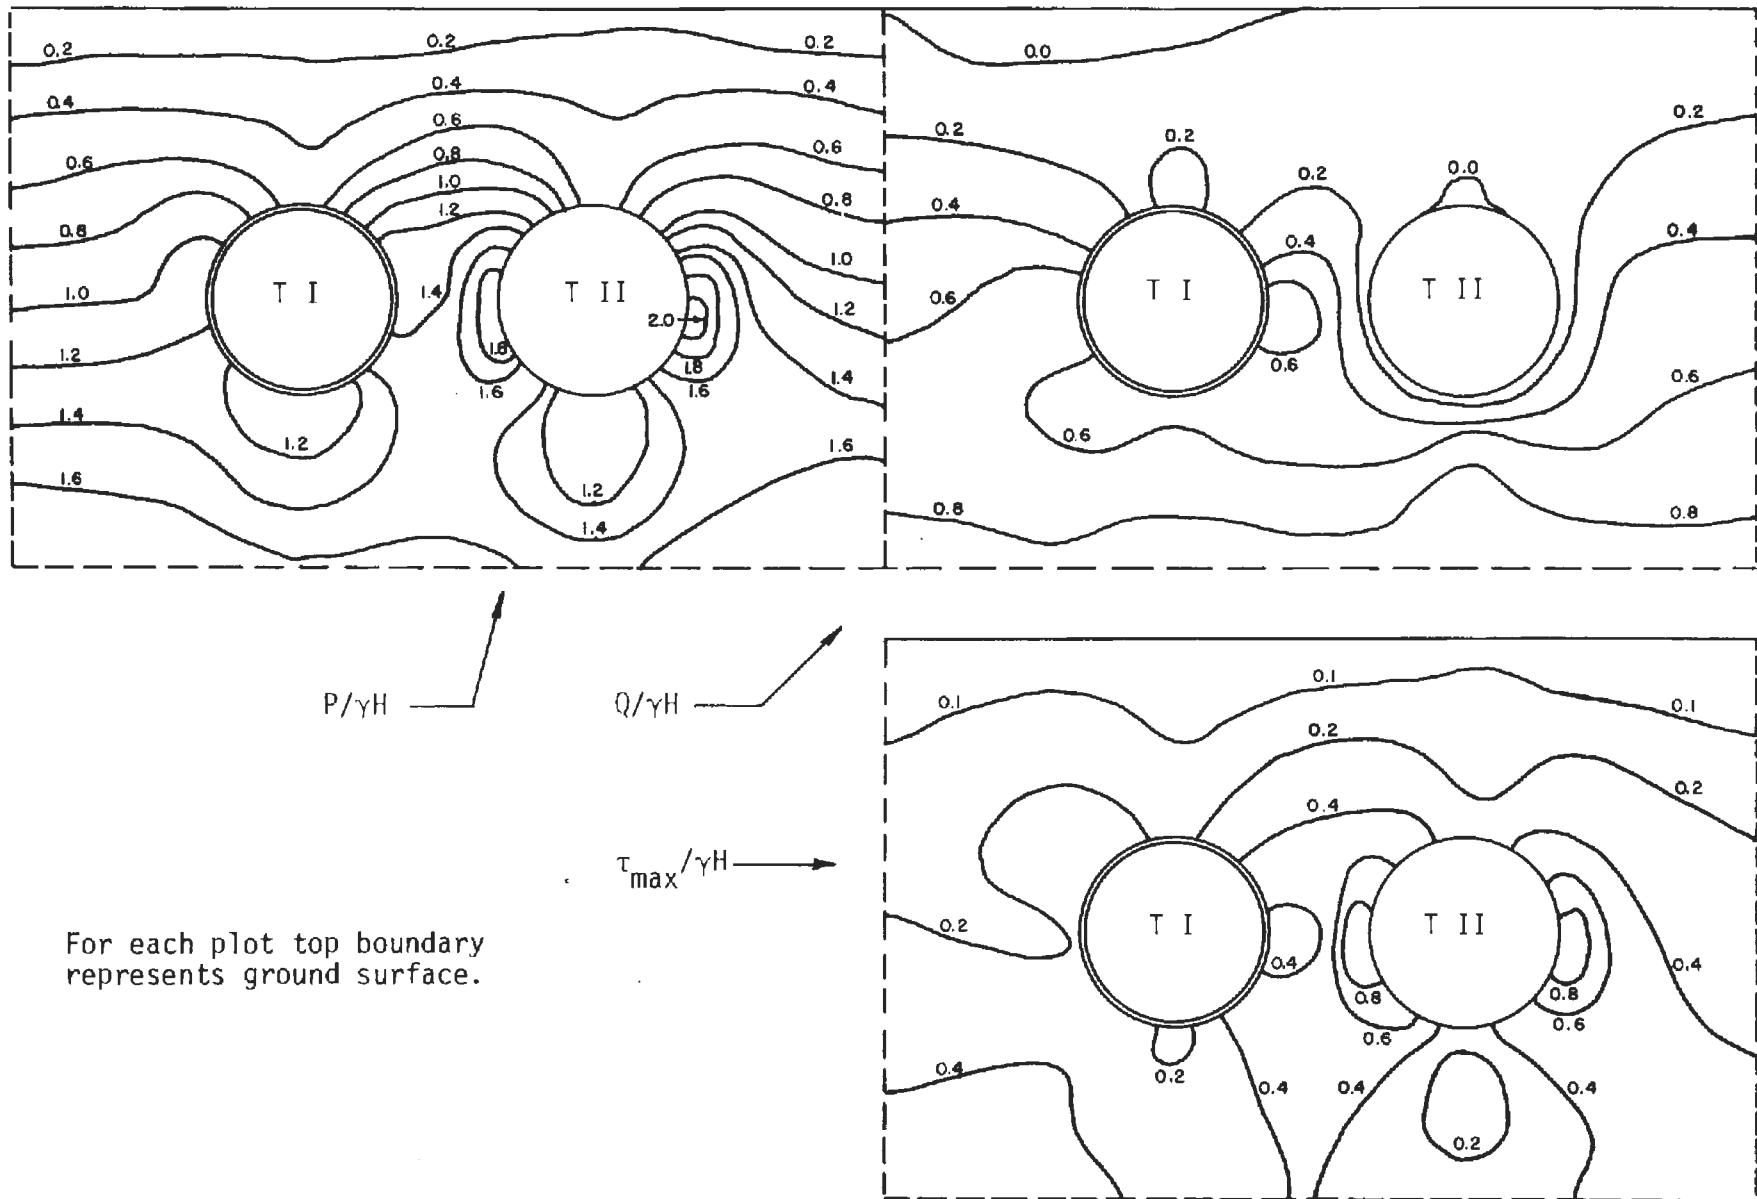 0.2 0.2 0.2
0.4 0.4 0.4
0.6 0.6 0.6
0.8 0.8 0.8
1.0 1.0 1.0
1.2 1.2 1.2
1.4 1.4
T I T II
2.0
1.8 1.8
1.6 1.6
1.4 1.2 1.6
1.6 1.2
1.4
0.0
0.2 0.2 0.2
0.0
0.4 0.2 0.4
0.4
0.6 T I T II
0.6 0.6
0.6
0.8 0.8
P/γH
Q/γH
τmax/γH
For each plot top boundary
represents ground surface.
0.1 0.1 0.1
0.2 0.2
0.4
T I T II
0.2 0.4 0.4
0.8 0.8
0.6 0.6
0.4 0.2 0.4 0.4 0.4
0.2